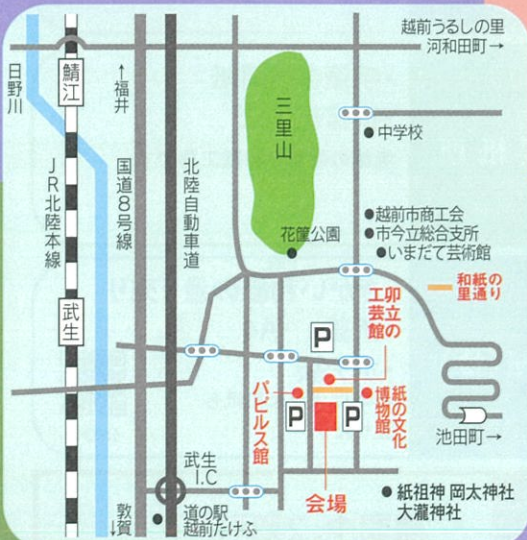 越前うるしの里
河和田町→
日野川
鯖江
↑福井
三里山
中学校
JR北陸本線
国道8号線
北陸自動車道
越前市商工会
市今立総合支所
いまだて芸術館
花筐公園
和紙の里通り
卯立の工芸館
武生
P
パピルス館
P
P
紙の文化博物館
池田町→
武生I.C
会場
紙祖神 岡太神社
大瀧神社
敦賀↓
道の駅
越前たけふ